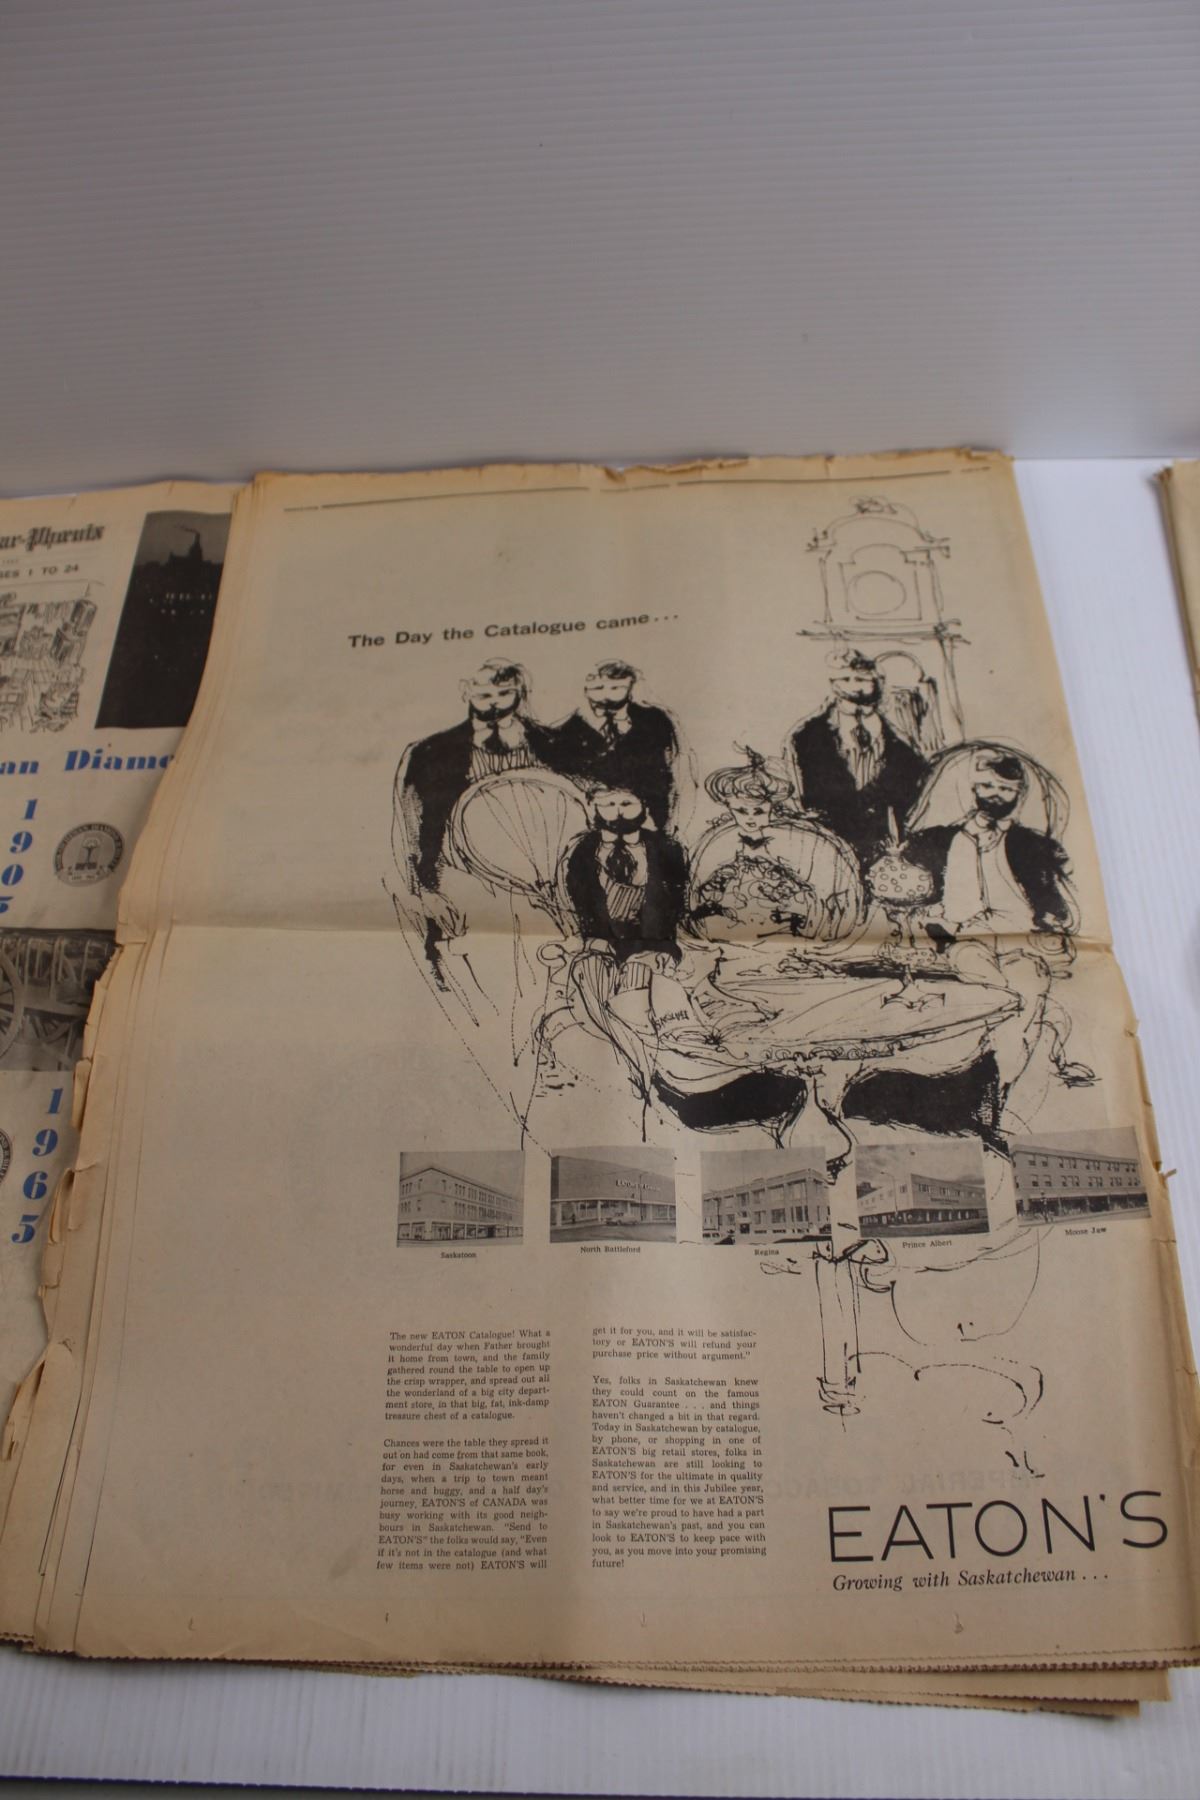 ar-Phœnix
GES 1 TO 24
an Diamo
1
9
0
5
1
9
6
5
The Day the Catalogue came...
EATON'S
Saskatoon
North Battleford
Regina
Prince Albert
Moose Jaw
The new EATON Catalogue! What a
wonderful day when Father brought
it home from town, and the family
gathered round the table to open up
the crisp wrapper, and spread out all
the wonderland of a big city depart-
ment store, in that big, fat, ink-damp
treasure chest of a catalogue.
Chances were the table they spread it
out on had come from that same book,
for even in Saskatchewan's early
days, when a trip to town meant
horse and buggy, and a half day's
journey, EATON'S of CANADA was
busy working with its good neigh-
bours in Saskatchewan. "Send to
EATON'S" the folks would say, "Even
if it's not in the catalogue (and what
few items were not) EATON'S will
get it for you, and it will be satisfac-
tory or EATON'S will refund your
purchase price without argument."
Yes, folks in Saskatchewan knew
they could count on the famous
EATON Guarantee . . . and things
haven't changed a bit in that regard.
Today in Saskatchewan by catalogue,
by phone, or shopping in one of
EATON'S big retail stores, folks in
Saskatchewan are still looking to
EATON'S for the ultimate in quality
and service, and in this Jubilee year,
what better time for we at EATON'S
to say we're proud to have had a part
in Saskatchewan's past, and you can
look to EATON'S to keep pace with
you, as you move into your promising
future!
EATON'S
Growing with Saskatchewan . . .